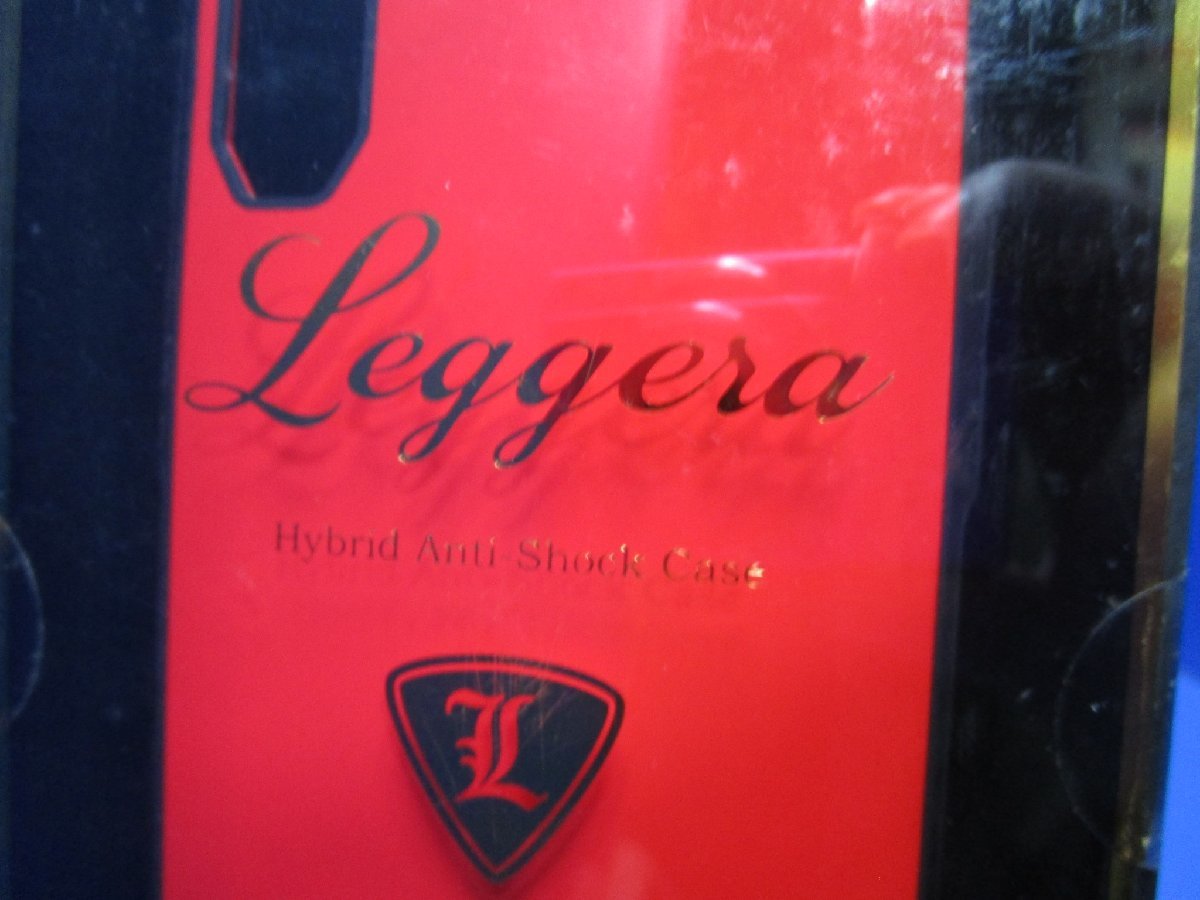 Leggera
Hybrid Anti-Shock Case
L